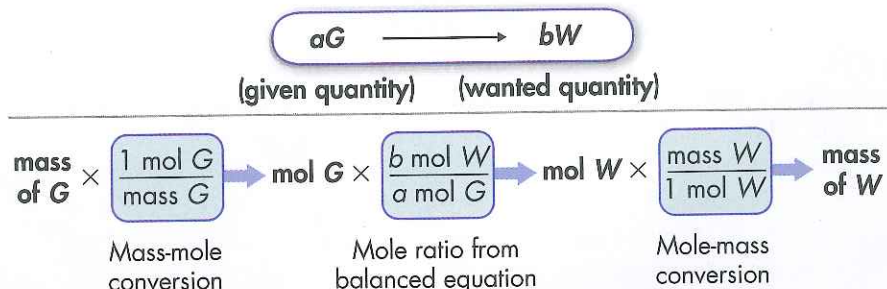 aG ⟶ bW
(given quantity) (wanted quantity)
mass of G × 1 mol G / mass G → mol G × b mol W / a mol G → mol W × mass W / 1 mol W → mass of W
Mass-mole conversion
Mole ratio from balanced equation
Mole-mass conversion